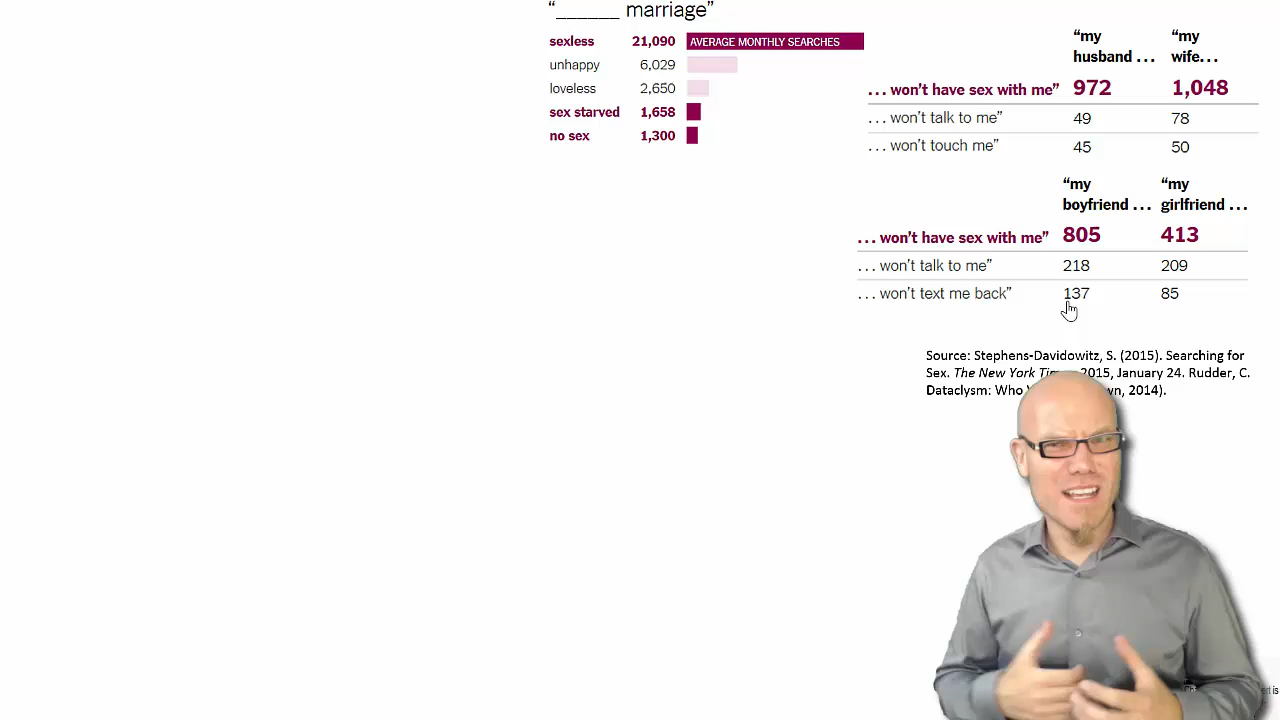 “______ marriage”
sexless 21,090 AVERAGE MONTHLY SEARCHES
unhappy 6,029
loveless 2,650
sex starved 1,658
no sex 1,300
“my husband . . . “my wife. . .
. . . won’t have sex with me” 972 1,048
. . . won’t talk to me” 49 78
. . . won’t touch me” 45 50
“my boyfriend . . . “my girlfriend . . .
. . . won’t have sex with me” 805 413
. . . won’t talk to me” 218 209
. . . won’t text me back” 137 85
Source: Stephens-Davidowitz, S. (2015). Searching for
Sex. The New York 2015, January 24. Rudder, C.
Dataclysm: Who 2014).